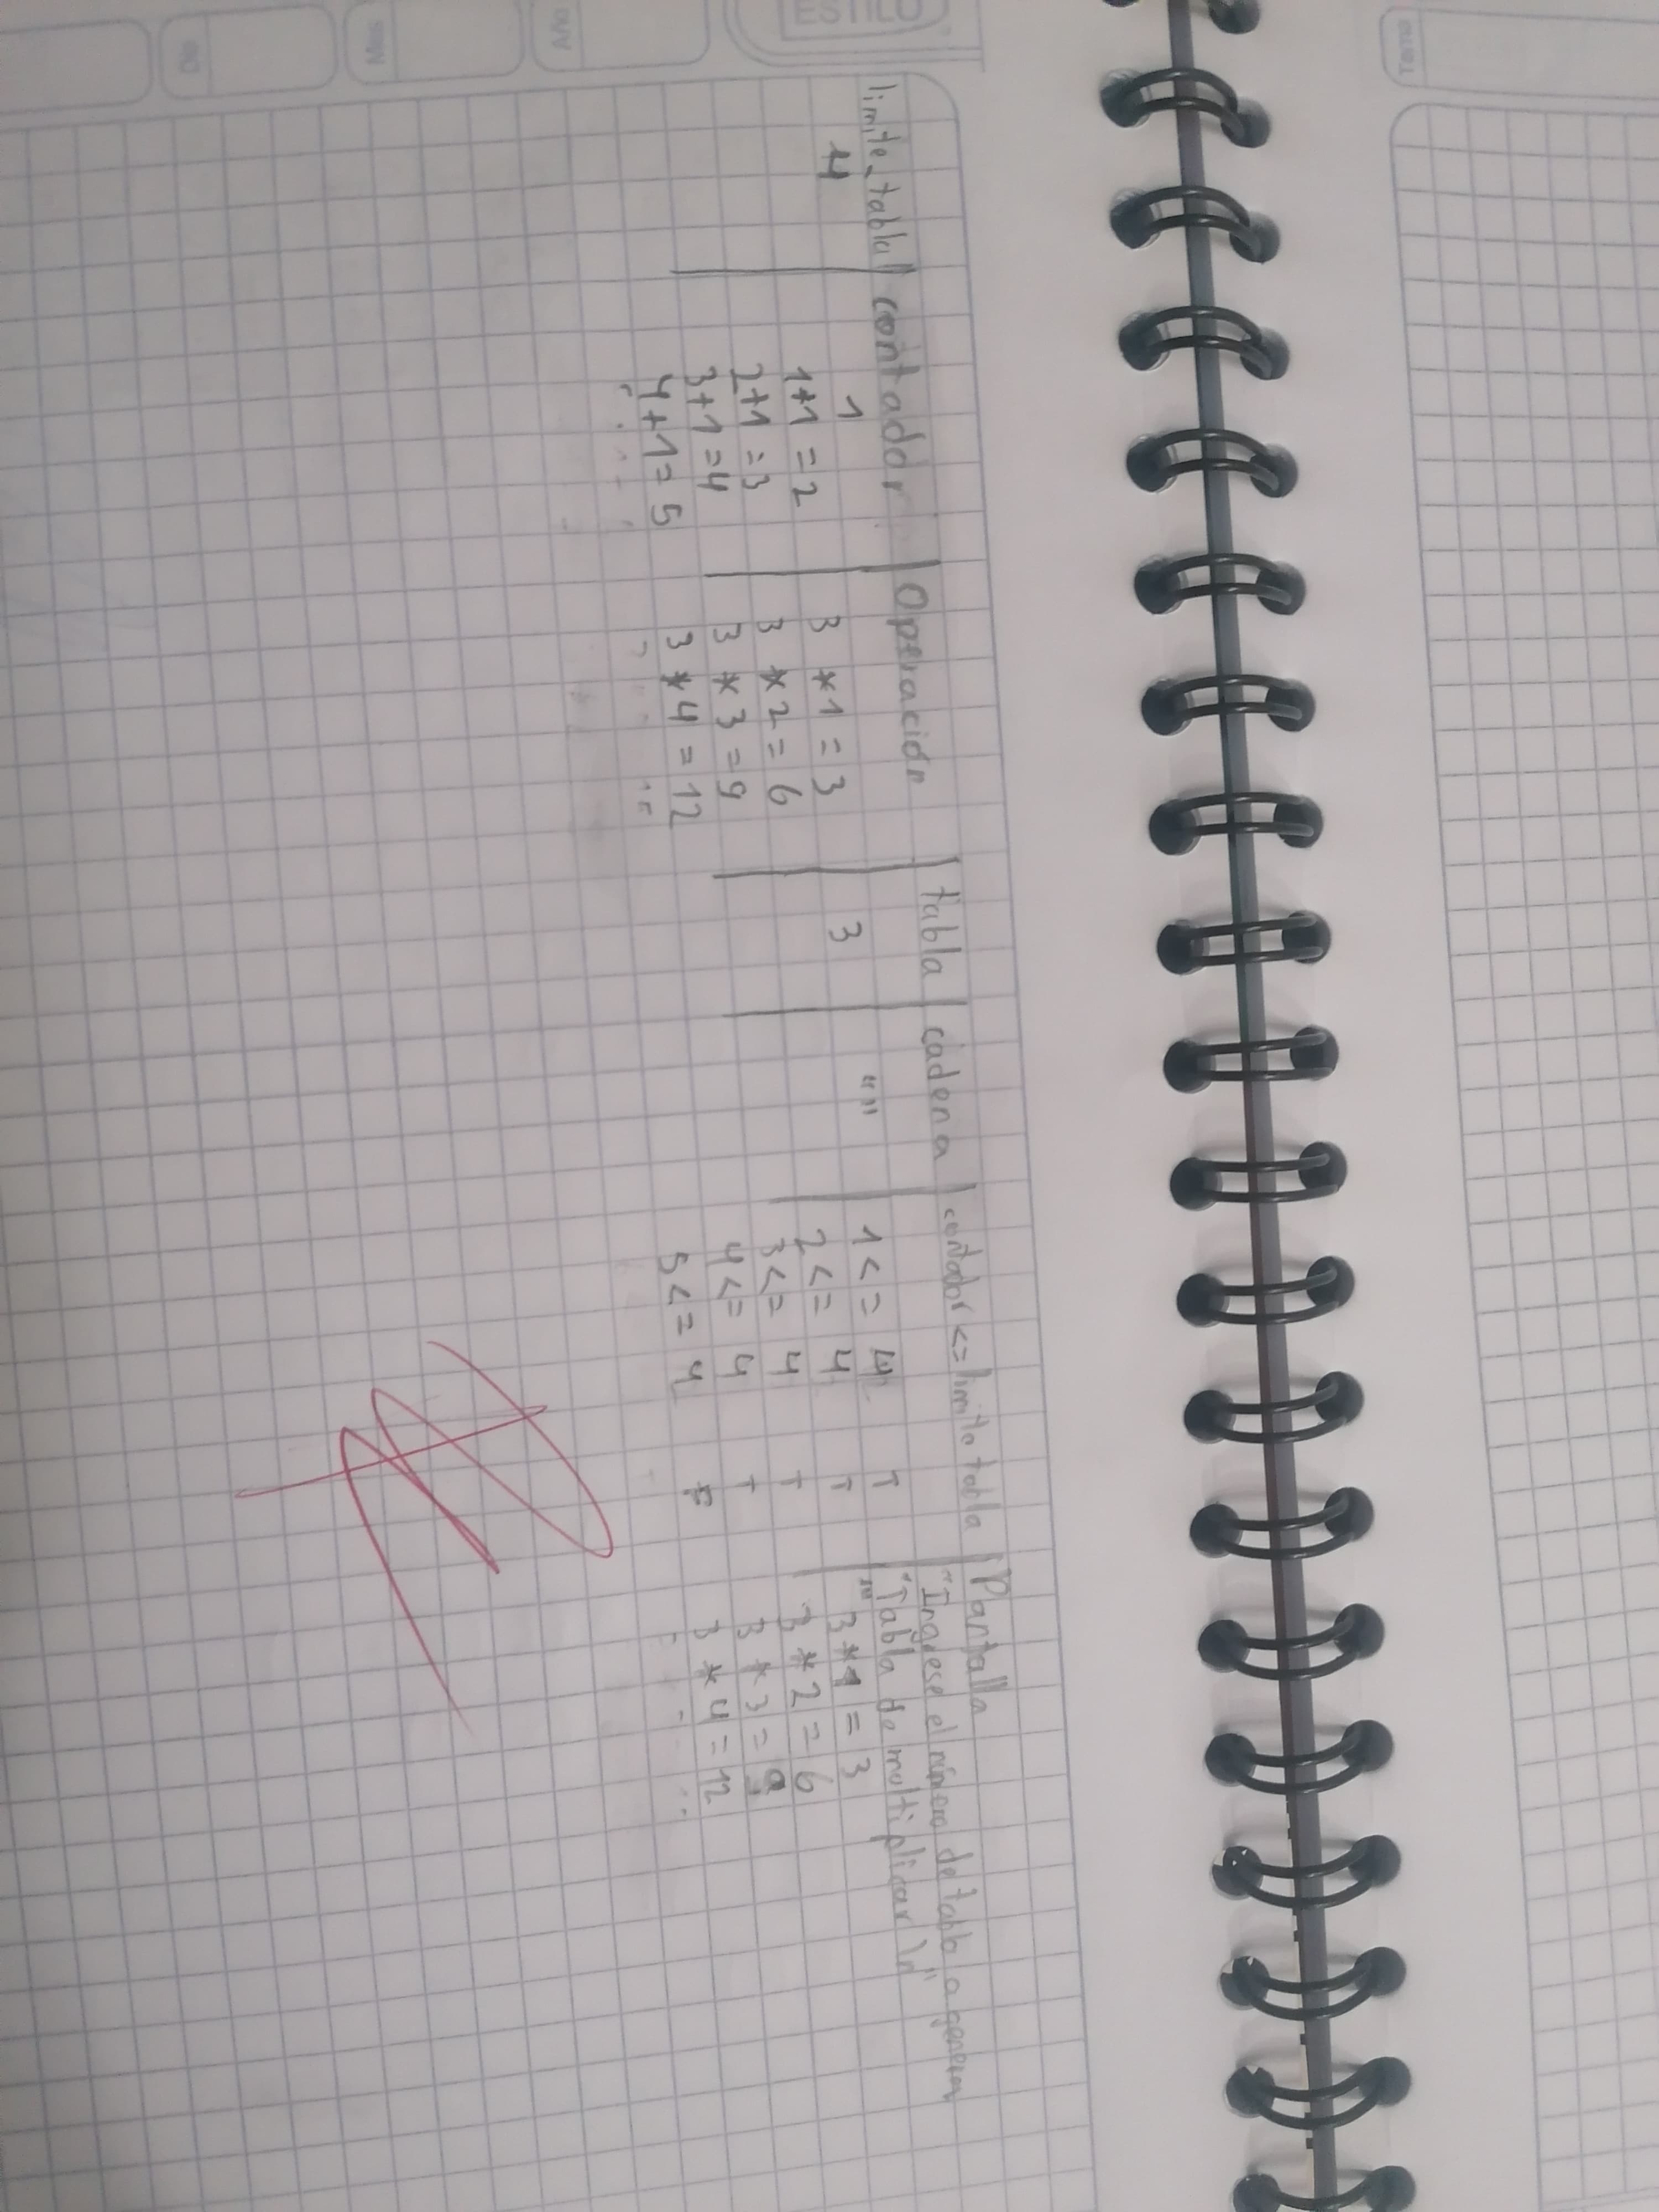 ESTILO
Día
Mes
Año
Tema
limite_tabla | contador | Operación | tabla | cadena | contador <= limite tabla | Pantalla
"Ingrese el número de tabla a generar"
4 | 1 | 3 * 1 = 3 | 3 | "" | 1 <= 4 T | "Tabla de multiplicar \n"
1+1 = 2 | 3 * 2 = 6 | 2 <= 4 T | 3 * 1 = 3
2+1 = 3 | 3 * 3 = 9 | 3 <= 4 T | 3 * 2 = 6
3+1 = 4 | 3 * 4 = 12 | 4 <= 4 T | 3 * 3 = 9
4+1 = 5 | 5 <= 4 F | 3 * 4 = 12